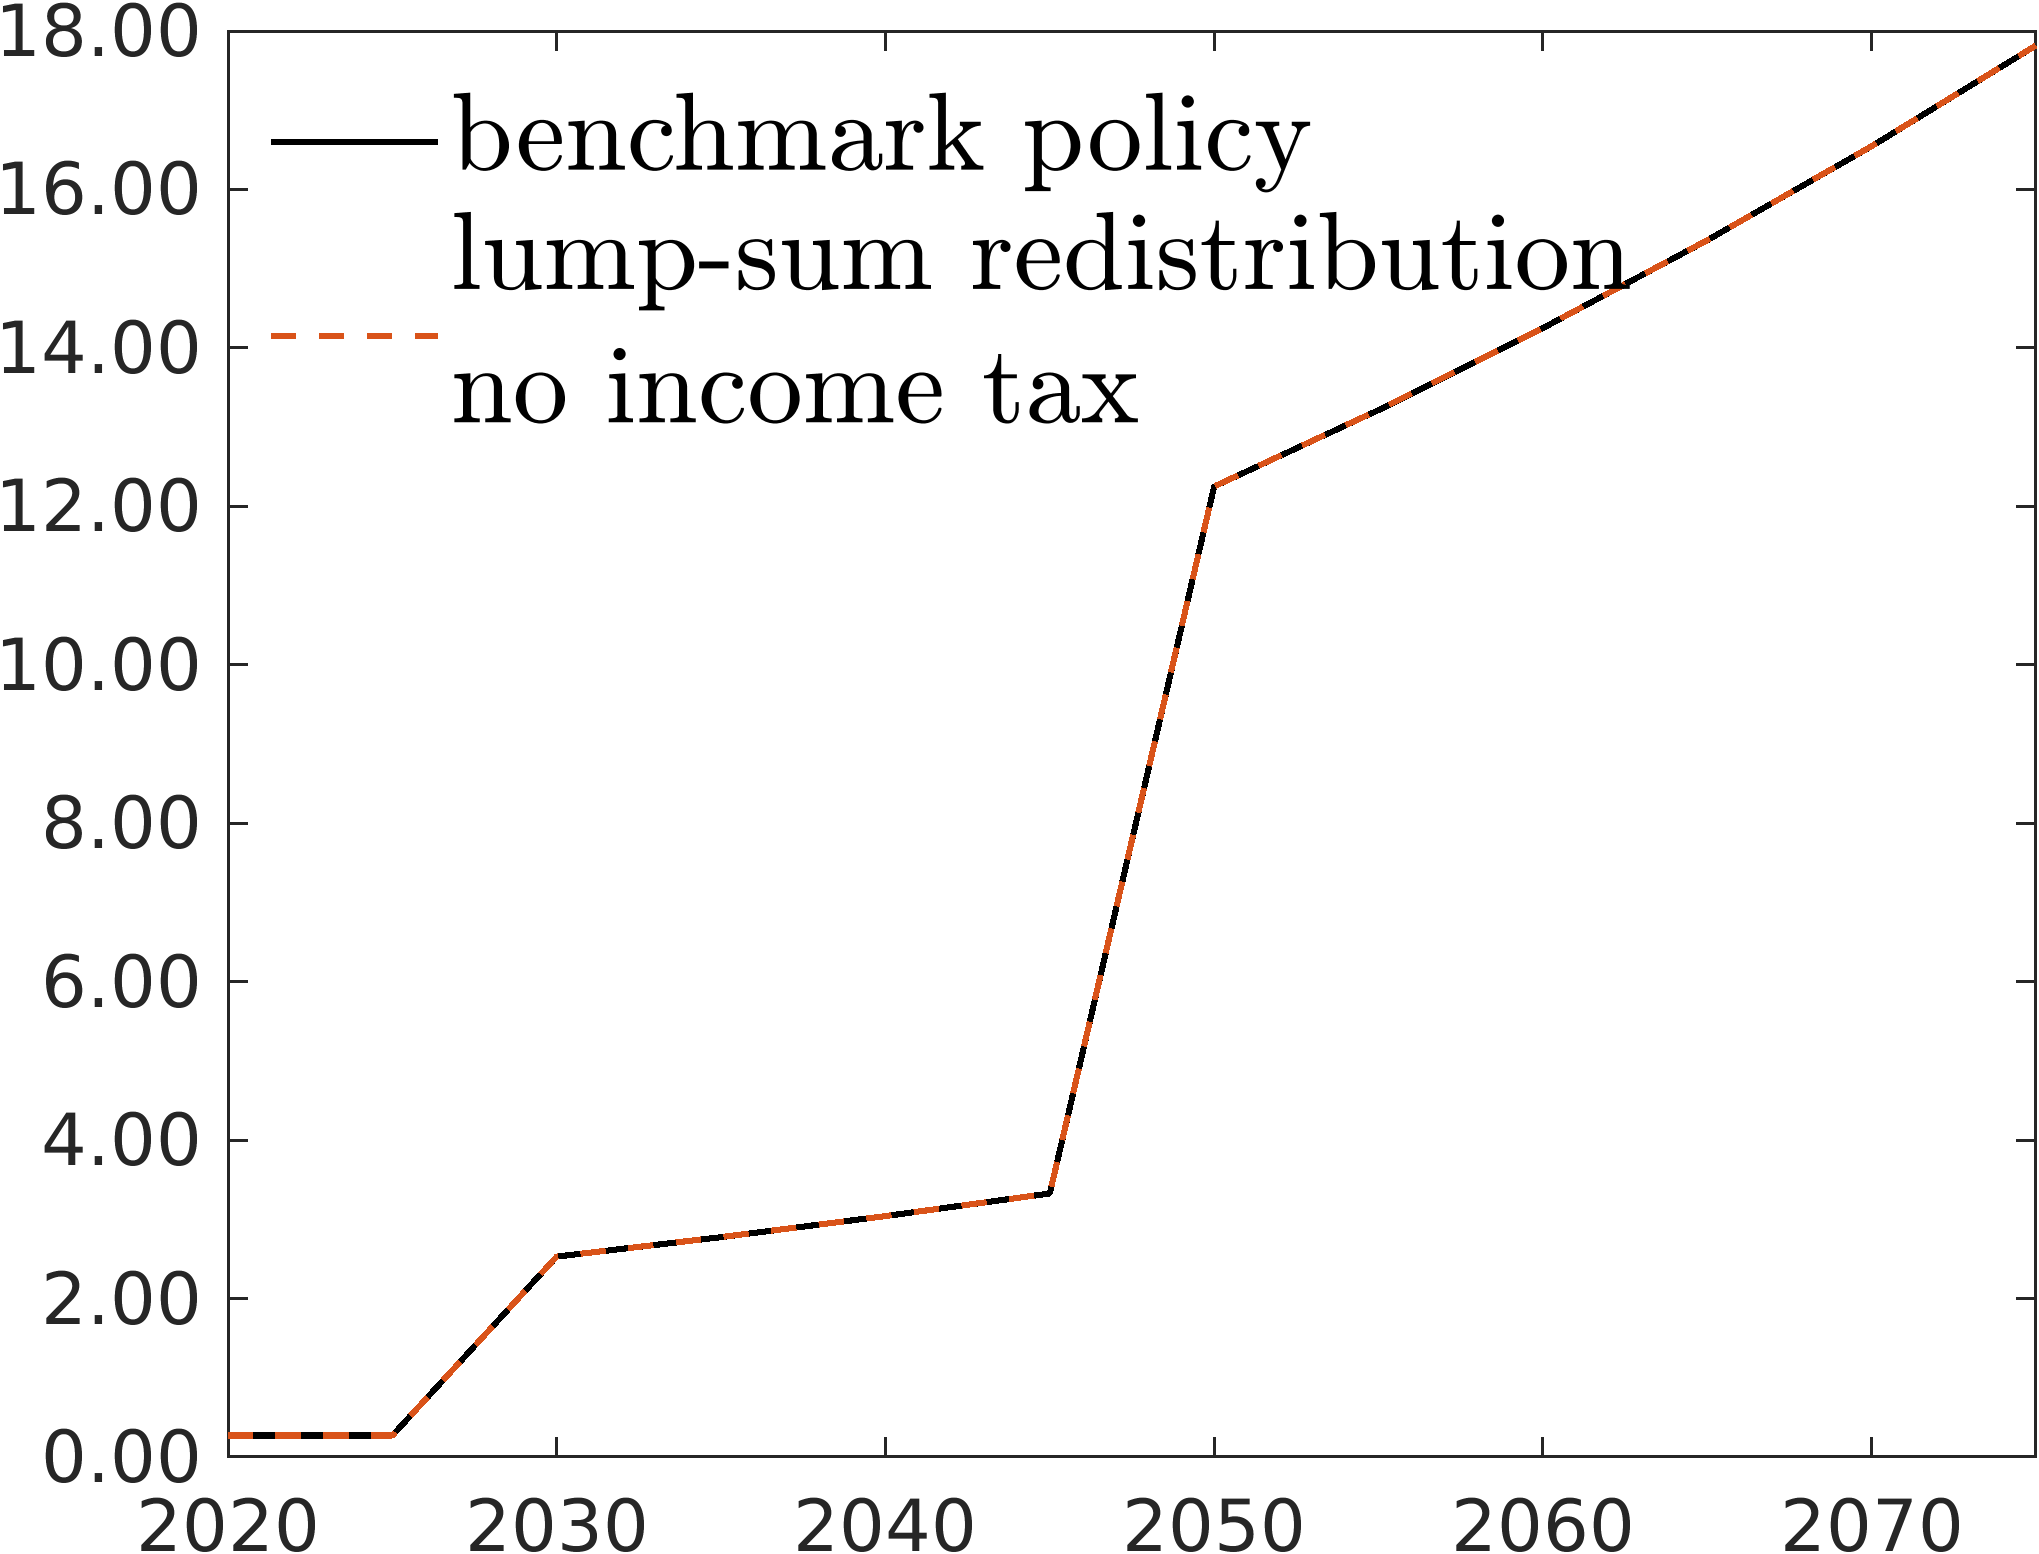 18.00
16.00
14.00
12.00
10.00
8.00
6.00
4.00
2.00
0.00
benchmark policy
lump-sum redistribution
no income tax
2020 2030 2040 2050 2060 2070